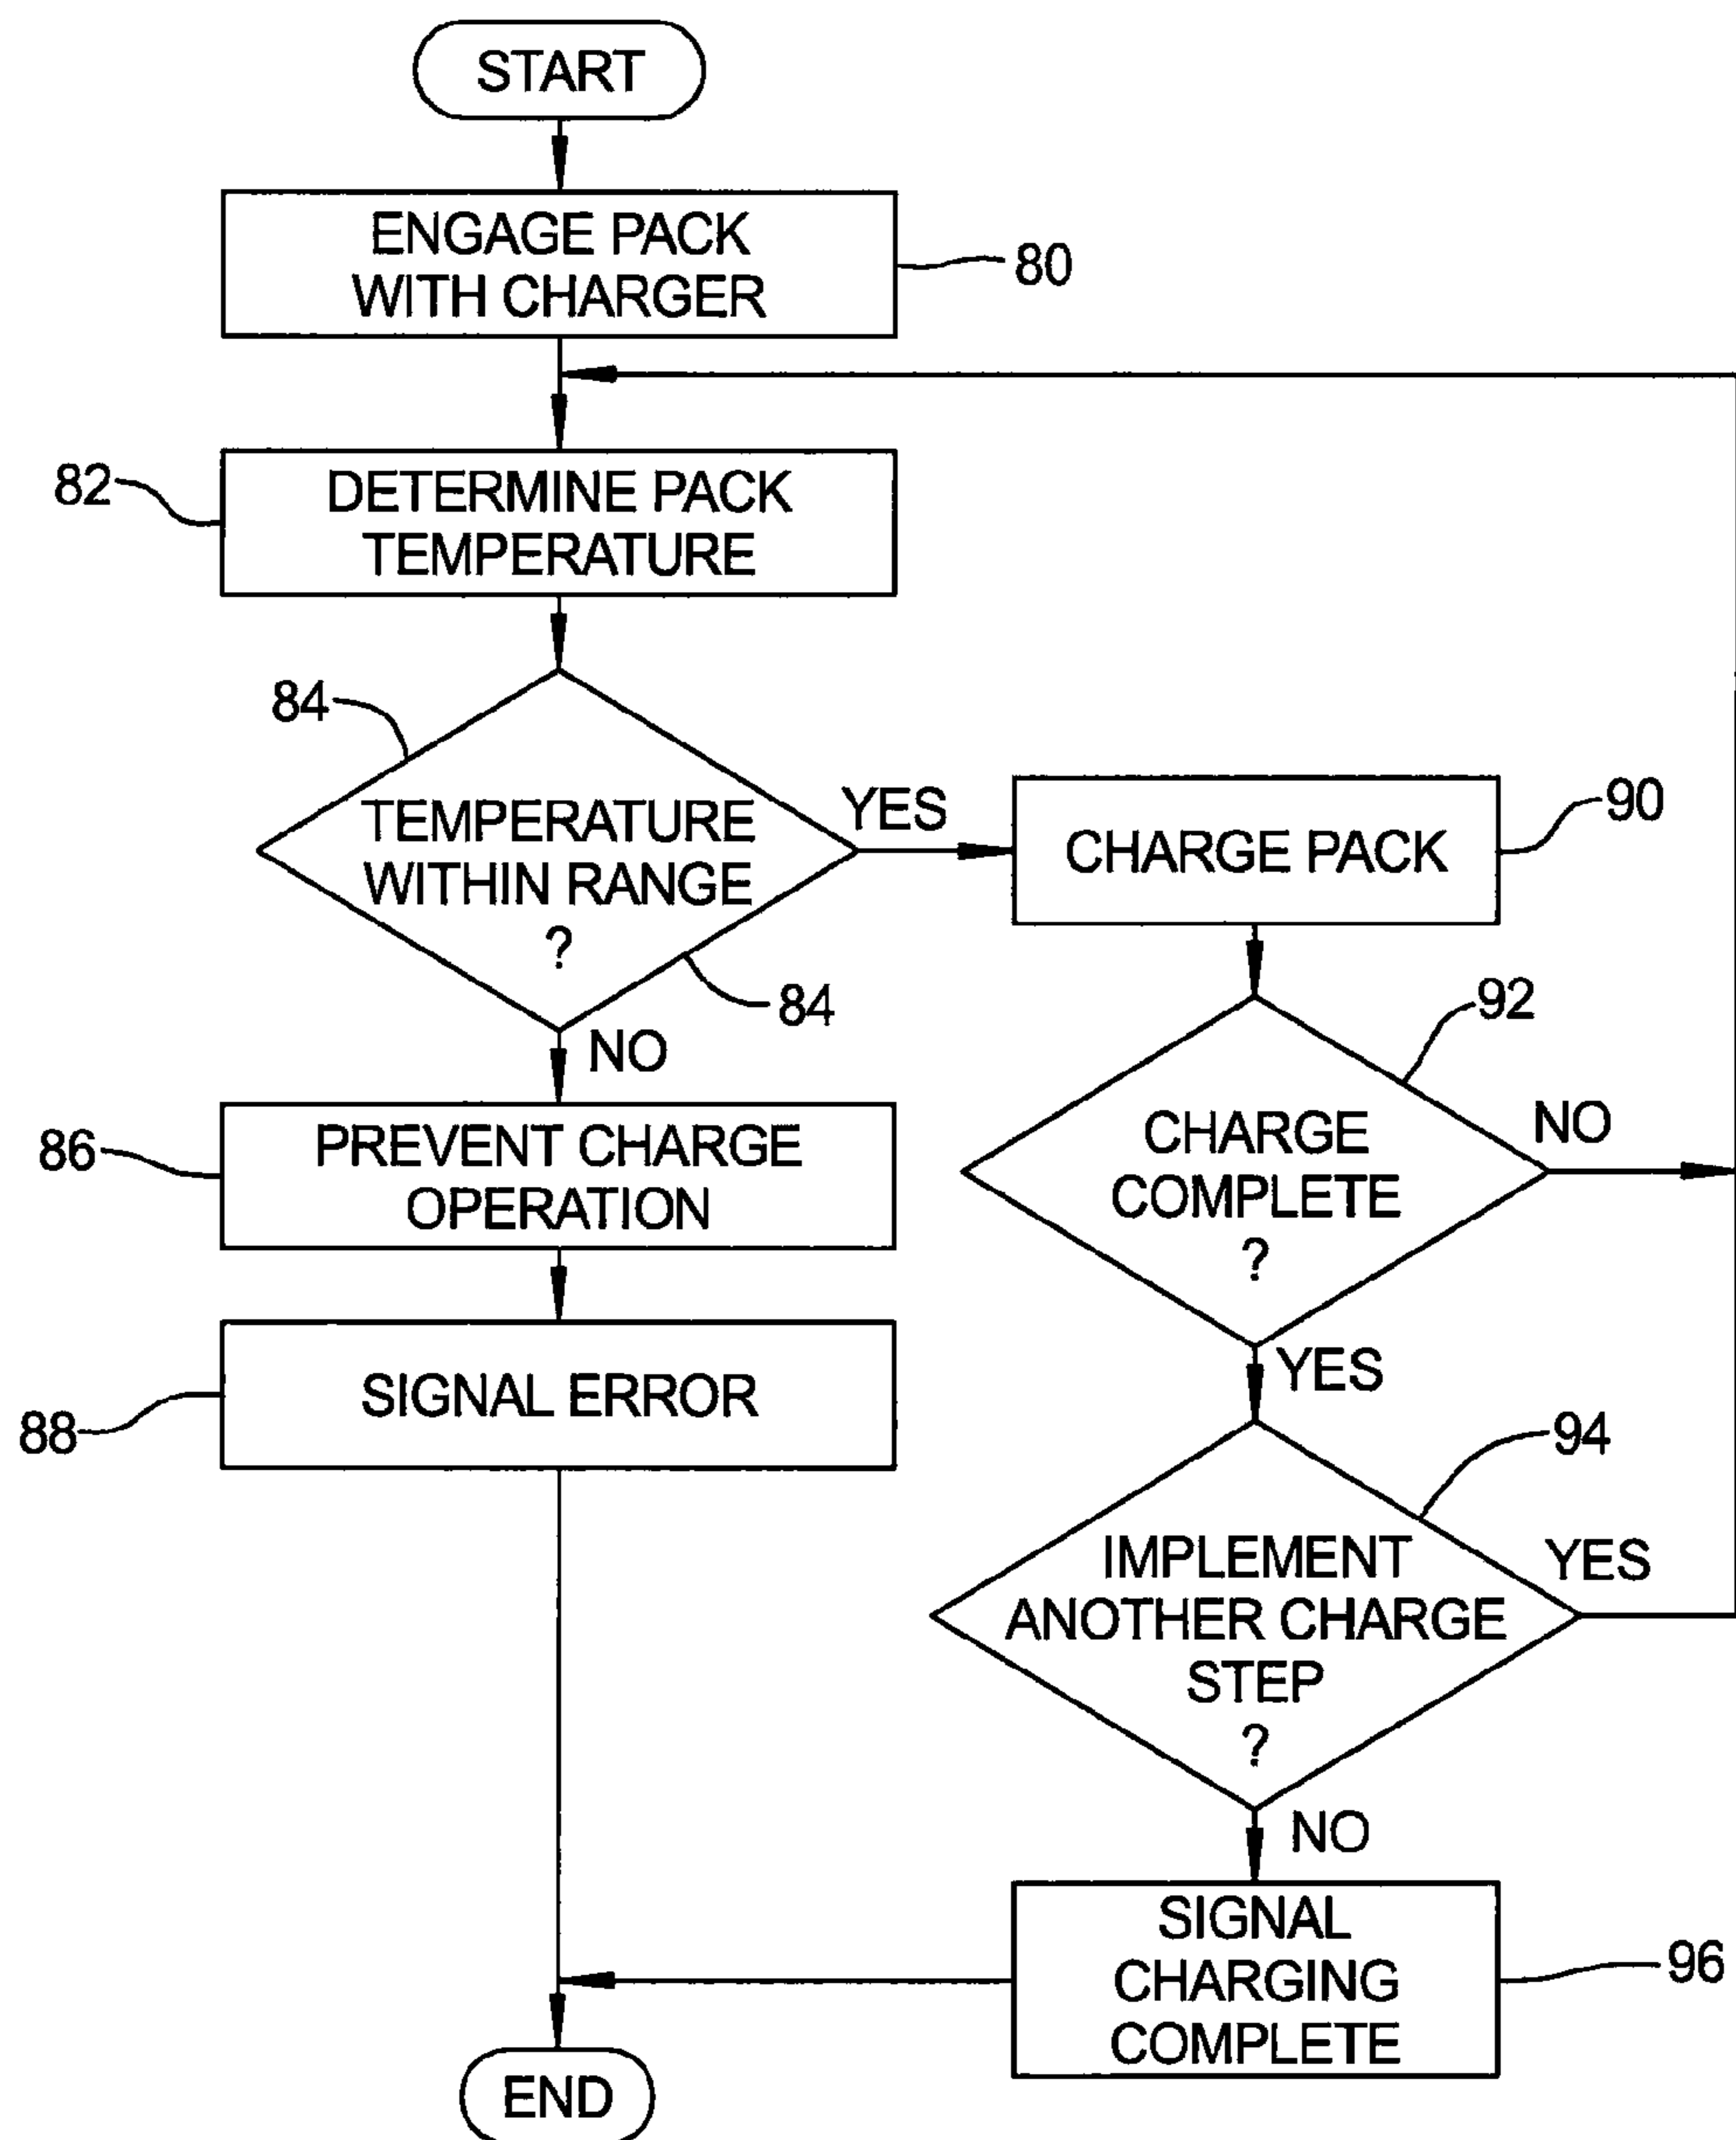 START
ENGAGE PACK
WITH CHARGER
80
82
DETERMINE PACK
TEMPERATURE
84
TEMPERATURE
WITHIN RANGE
?
84
YES
NO
CHARGE PACK
90
92
CHARGE
COMPLETE
?
NO
YES
86
PREVENT CHARGE
OPERATION
88
SIGNAL ERROR
94
IMPLEMENT
ANOTHER CHARGE
STEP
?
YES
NO
SIGNAL
CHARGING
COMPLETE
96
END